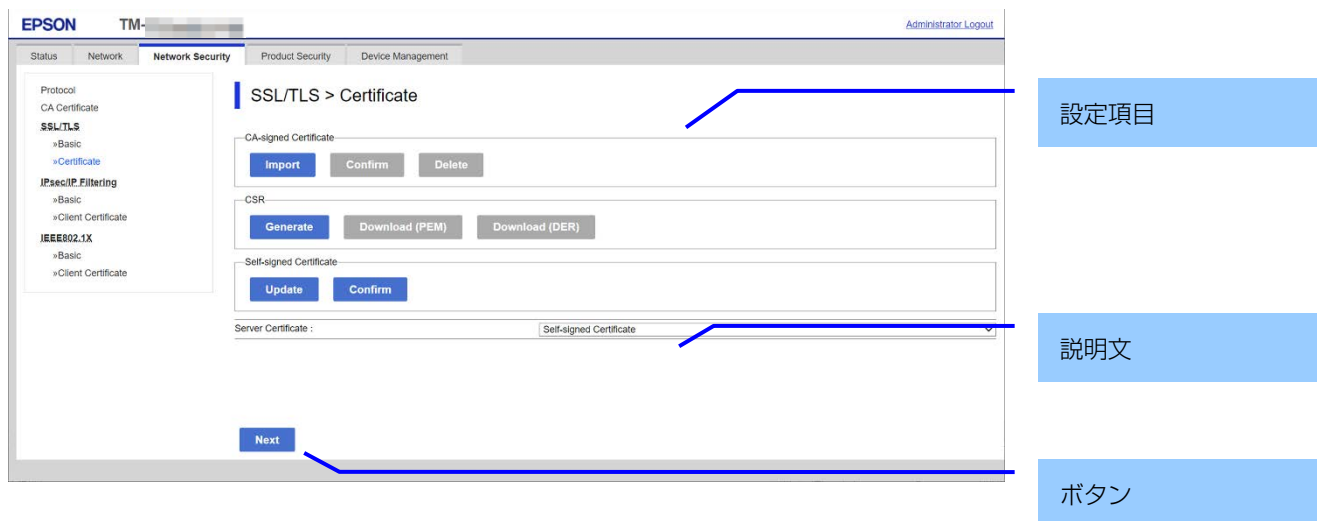 EPSON TM- Administrator Logout
Status Network Network Security Product Security Device Management
Protocol
CA Certificate
SSL/TLS
»Basic
»Certificate
IPsec/IP Filtering
»Basic
»Client Certificate
IEEE802.1X
»Basic
»Client Certificate
SSL/TLS > Certificate
CA-signed Certificate
Import Confirm Delete
CSR
Generate Download (PEM) Download (DER)
Self-signed Certificate
Update Confirm
Server Certificate : Self-signed Certificate
Next
設定項目
説明文
ボタン